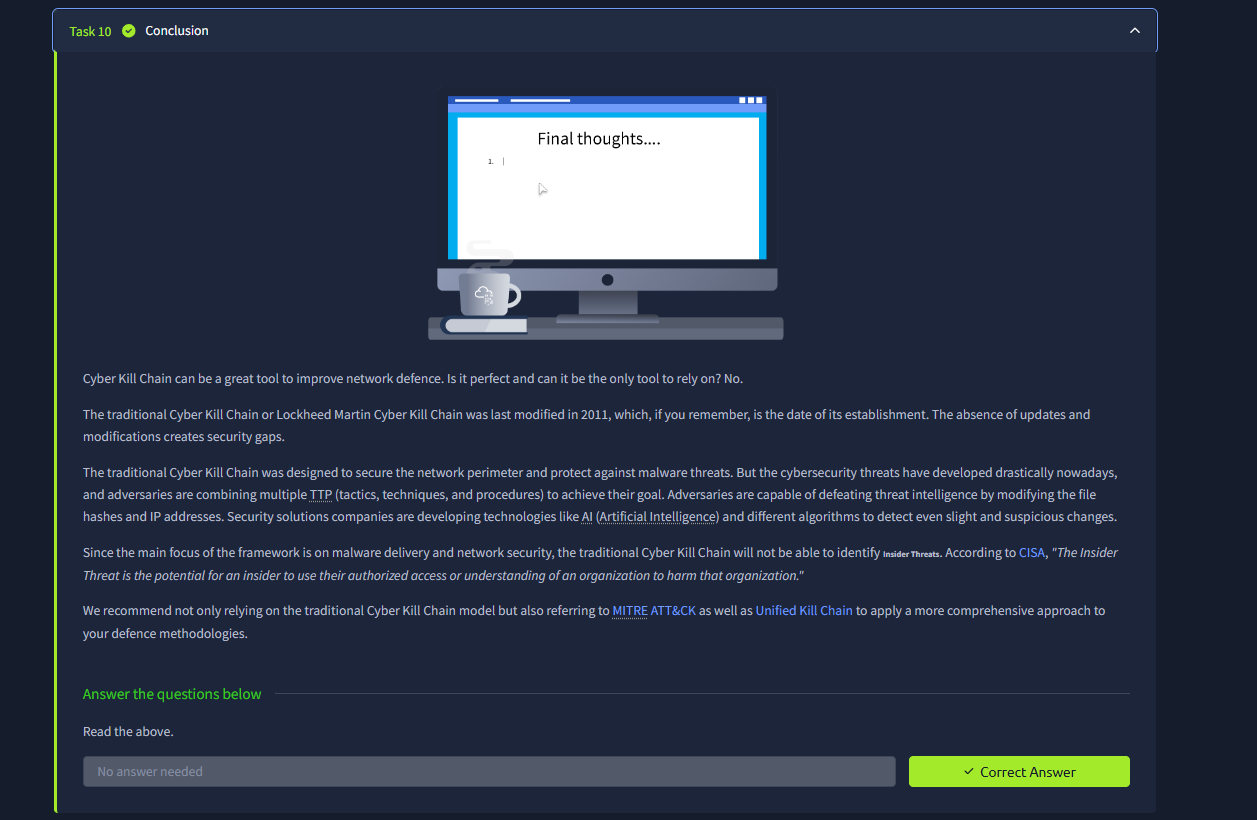 Task 10 Conclusion
Final thoughts....
1.
Cyber Kill Chain can be a great tool to improve network defence. Is it perfect and can it be the only tool to rely on? No.
The traditional Cyber Kill Chain or Lockheed Martin Cyber Kill Chain was last modified in 2011, which, if you remember, is the date of its establishment. The absence of updates and
modifications creates security gaps.
The traditional Cyber Kill Chain was designed to secure the network perimeter and protect against malware threats. But the cybersecurity threats have developed drastically nowadays,
and adversaries are combining multiple TTP (tactics, techniques, and procedures) to achieve their goal. Adversaries are capable of defeating threat intelligence by modifying the file
hashes and IP addresses. Security solutions companies are developing technologies like AI (Artificial Intelligence) and different algorithms to detect even slight and suspicious changes.
Since the main focus of the framework is on malware delivery and network security, the traditional Cyber Kill Chain will not be able to identify Insider Threats. According to CISA, "The Insider
Threat is the potential for an insider to use their authorized access or understanding of an organization to harm that organization."
We recommend not only relying on the traditional Cyber Kill Chain model but also referring to MITRE ATT&CK as well as Unified Kill Chain to apply a more comprehensive approach to
your defence methodologies.
Answer the questions below
Read the above.
No answer needed
Correct Answer